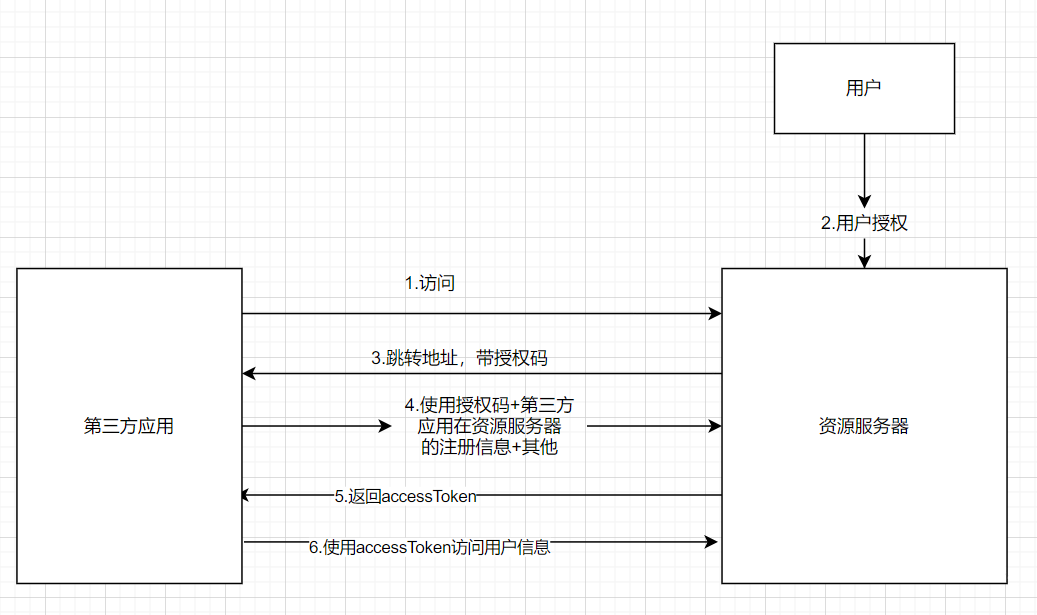 用户
2.用户授权
1.访问
3.跳转地址，带授权码
4.使用授权码+第三方
应用在资源服务器
的注册信息+其他
第三方应用
资源服务器
5.返回accessToken
6.使用accessToken访问用户信息